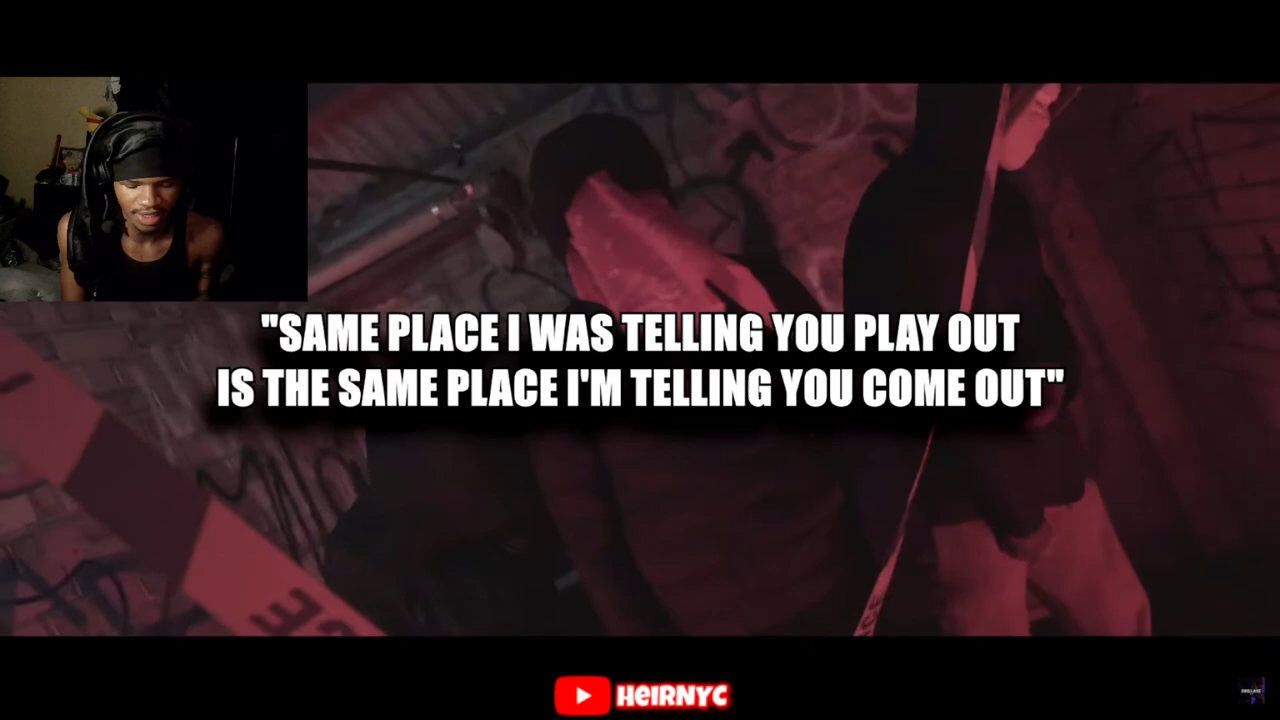 "SAME PLACE I WAS TELLING YOU PLAY OUT
IS THE SAME PLACE I'M TELLING YOU COME OUT"
HEIRNYC